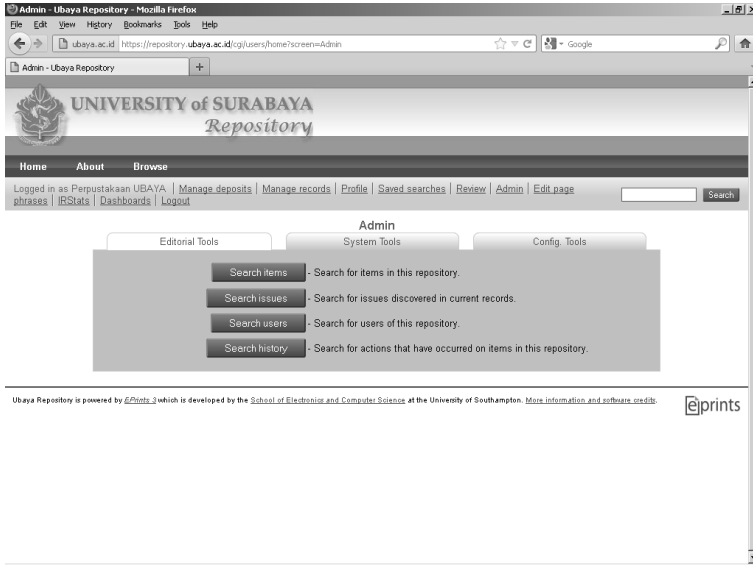 Admin - Ubaya Repository - Mozilla Firefox
File Edit View History Bookmarks Tools Help
ubaya.ac.id https://repository.ubaya.ac.id/cgi/users/home?screen=Admin Google
Admin - Ubaya Repository +
UNIVERSITY of SURABAYA
Repository
Home About Browse
Logged in as Perpustakaan UBAYA | Manage deposits | Manage records | Profile | Saved searches | Review | Admin | Edit page
phrases | IRStats | Dashboards | Logout
Search
Admin
Editorial Tools System Tools Config. Tools
Search items - Search for items in this repository.
Search issues - Search for issues discovered in current records.
Search users - Search for users of this repository.
Search history - Search for actions that have occurred on items in this repository.
Ubaya Repository is powered by EPrints 3 which is developed by the School of Electronics and Computer Science at the University of Southampton. More information and software credits.
eprints